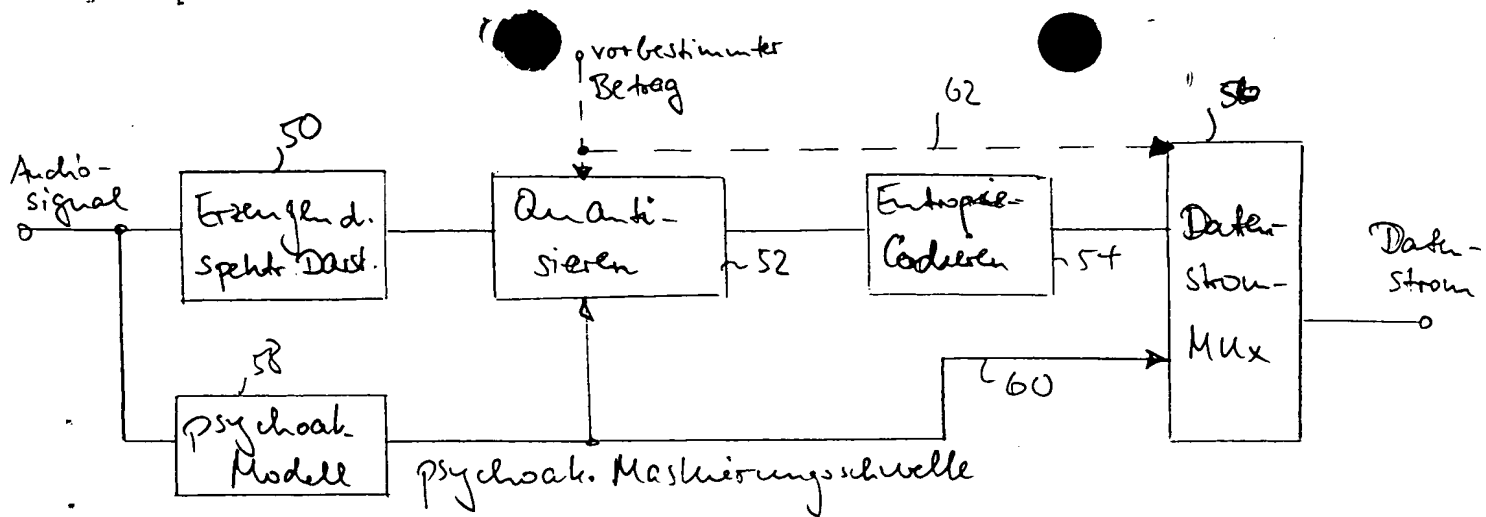 vorbestimmter
Betrag
62
56
50
Audio-
signal
Erzeugen d.
spektr. Darst.
Quanti-
sieren
52
Entropie-
Codieren
54
Daten-
strom-
MUX
Daten-
strom
58
psychoak.
Modell
psychoak. Maskierungsschwelle
60